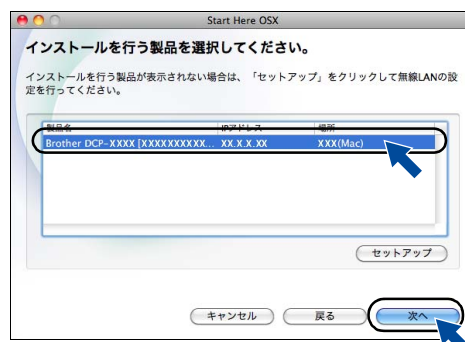 Start Here OSX
インストールを行う製品を選択してください。
インストールを行う製品が表示されない場合は、「セットアップ」をクリックして無線LANの設
定を行ってください。
製品名 IPアドレス 場所
Brother DCP-XXXX [XXXXXXXXXX... XX.X.X.XX XXX(Mac)
セットアップ
キャンセル 戻る 次へ